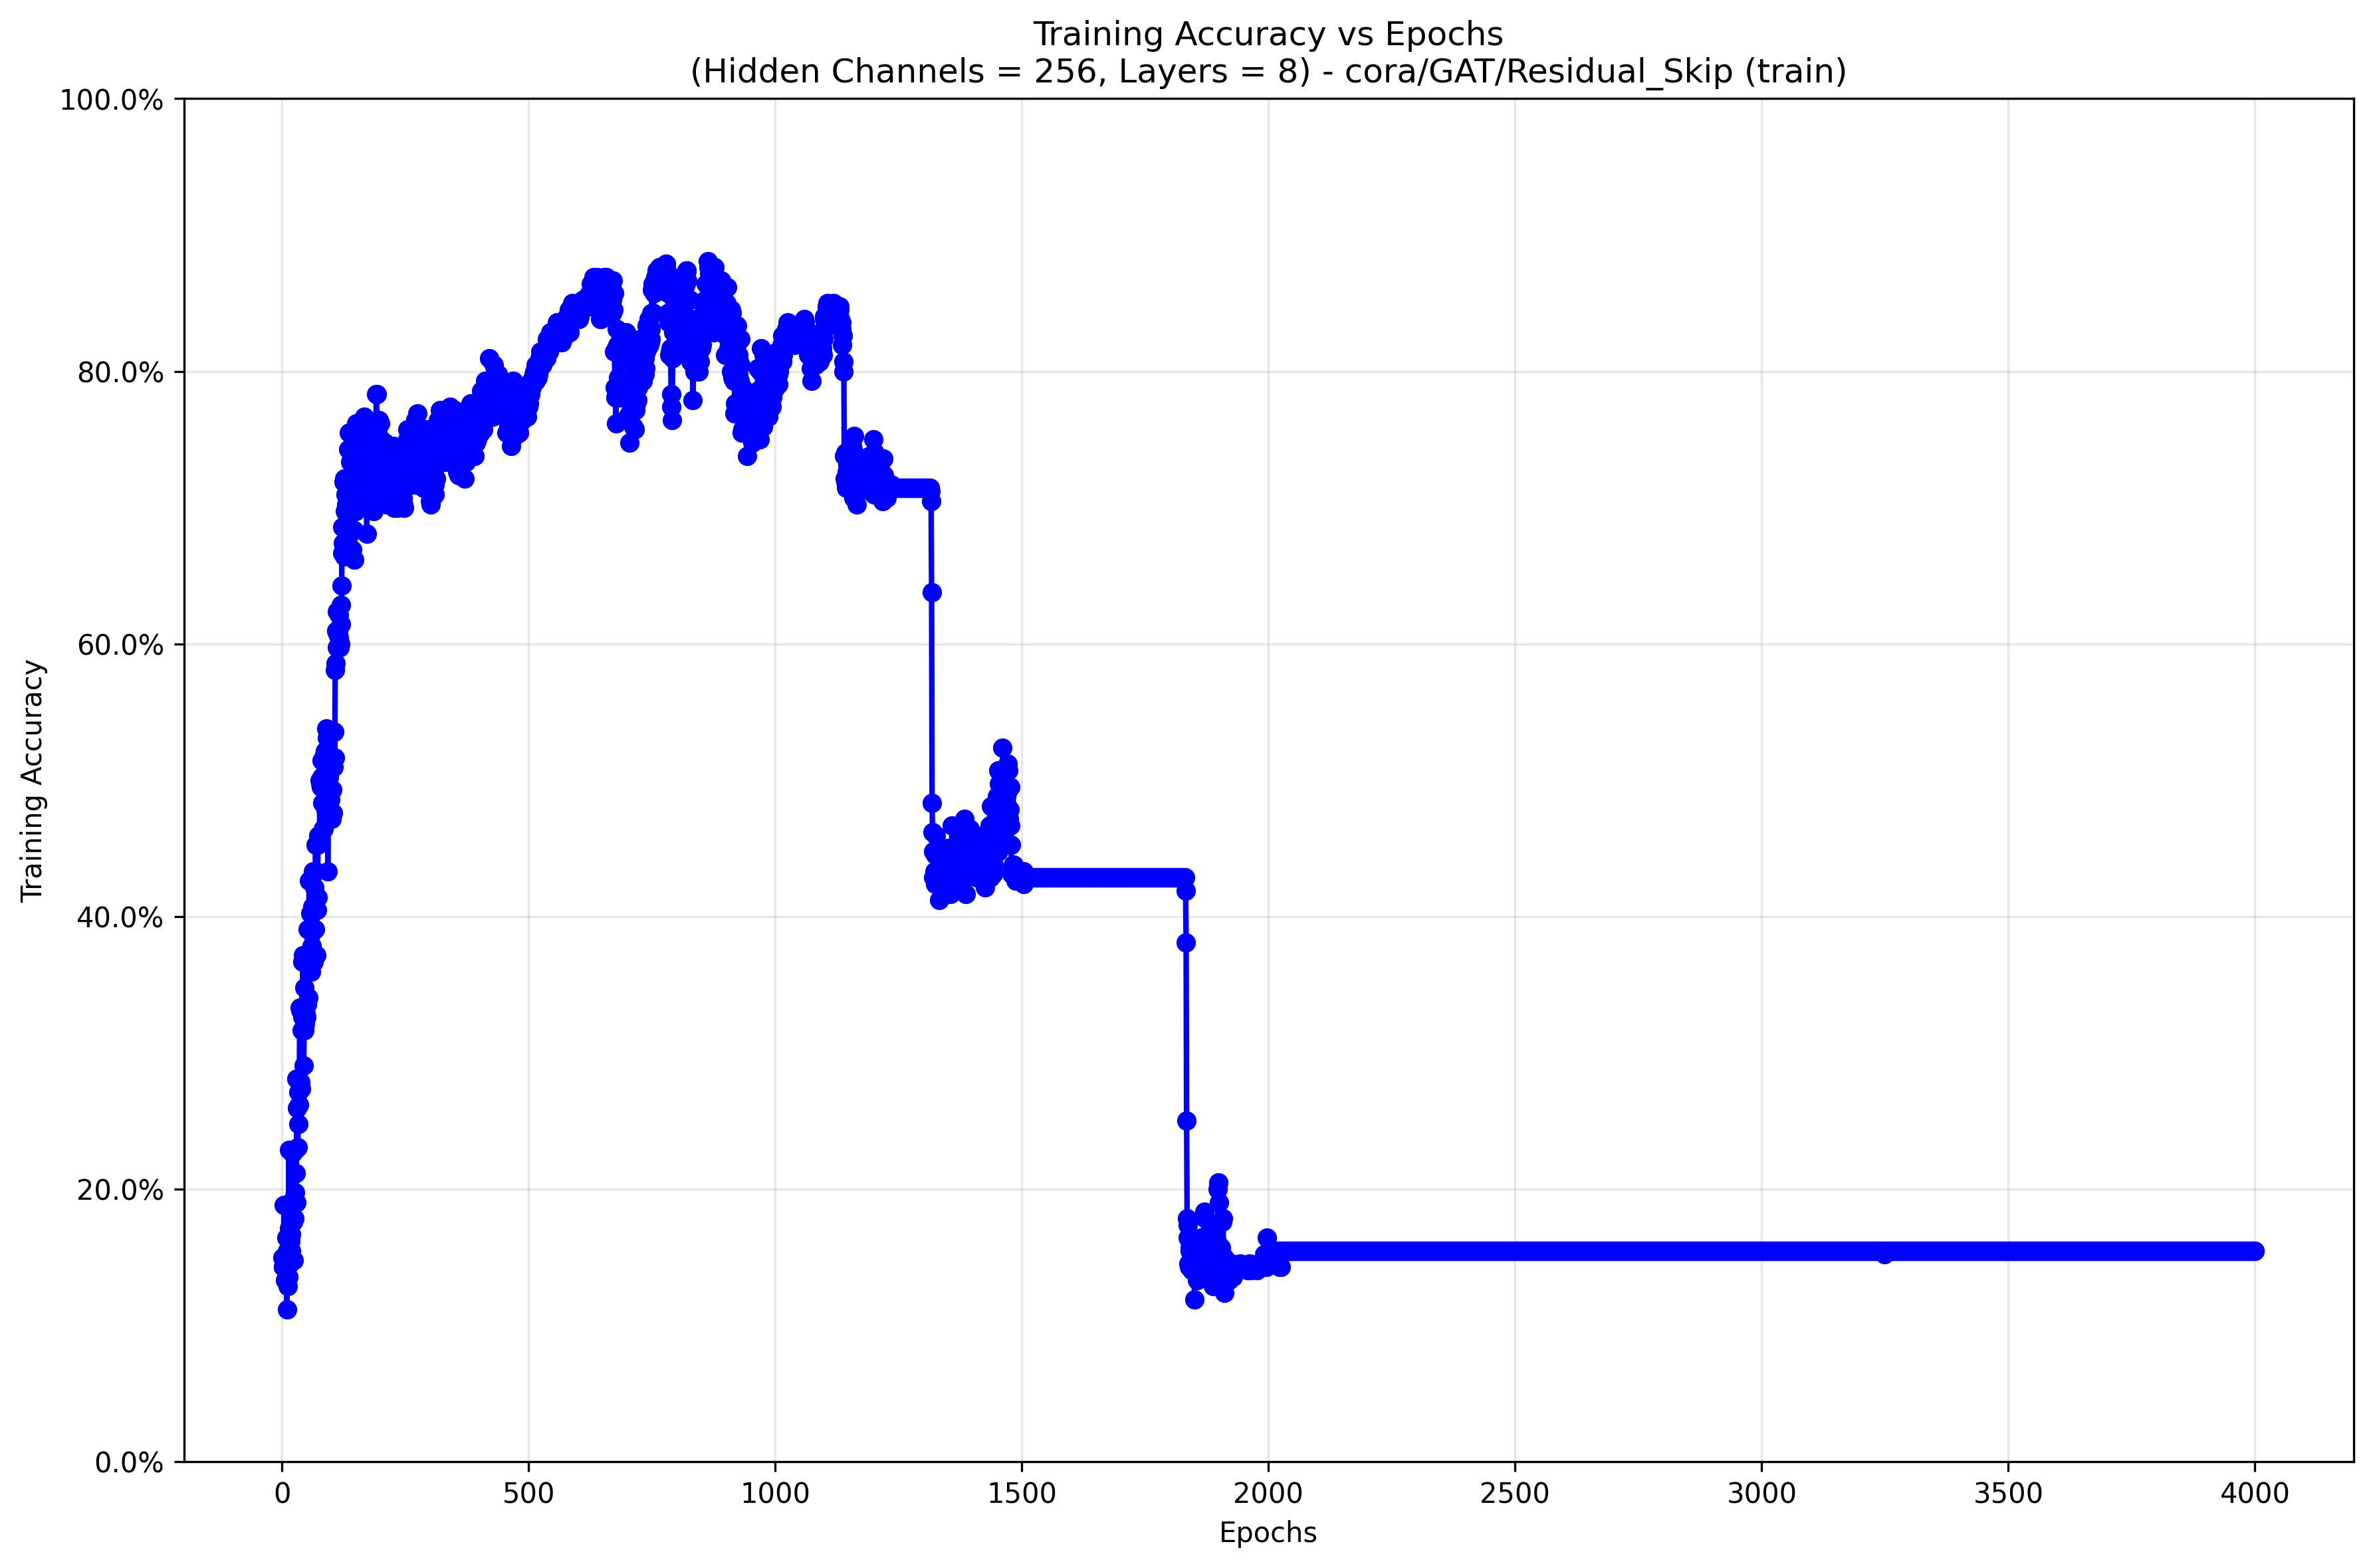 Training Accuracy vs Epochs
(Hidden Channels = 256, Layers = 8) - cora/GAT/Residual_Skip (train)
100.0%
80.0%
60.0%
40.0%
20.0%
0.0%
Training Accuracy
0 500 1000 1500 2000 2500 3000 3500 4000
Epochs